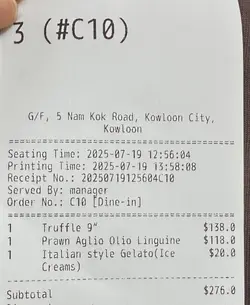 3 (#C10)
G/F, 5 Nam Kok Road, Kowloon City,
Kowloon
Seating Time: 2025-07-19 12:56:04
Printing Time: 2025-07-19 13:58:08
Receipt No.: 20250719125604C10
Served By: manager
Order No.: C10 [Dine-in]
1 Truffle 9" $138.0
1 Prawn Aglio Olio Linguine $118.0
1 Italian style Gelato(Ice $20.0
Creams)
Subtotal $276.0